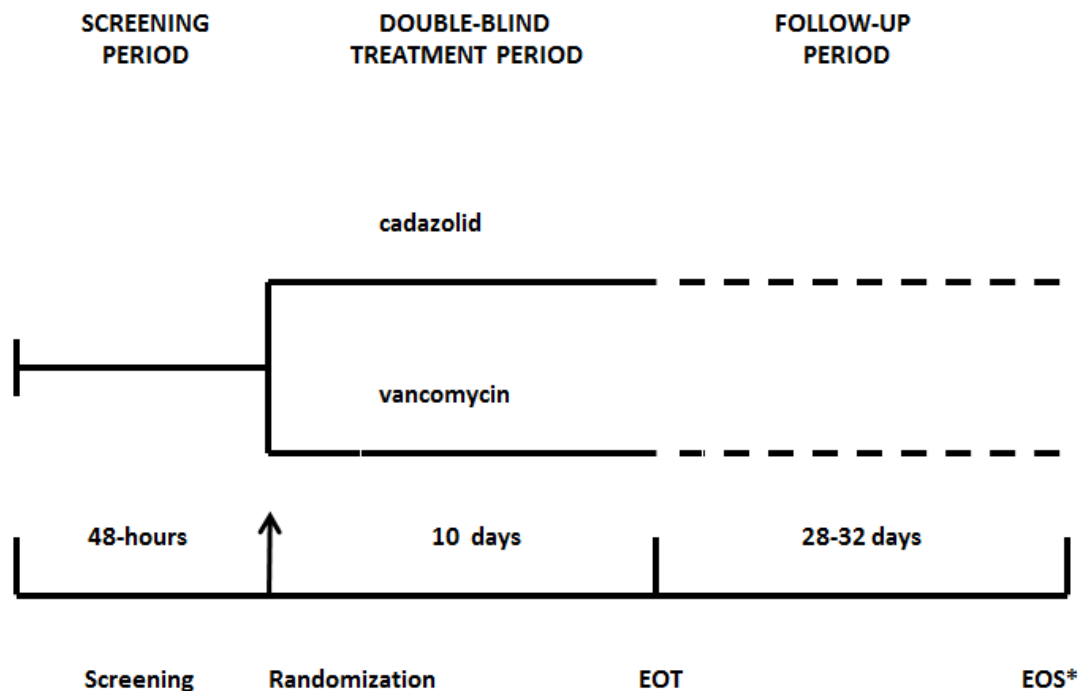 SCREENING
PERIOD
DOUBLE-BLIND
TREATMENT PERIOD
FOLLOW-UP
PERIOD
cadazolid
vancomycin
48-hours
10 days
28-32 days
Screening
Randomization
EOT
EOS*